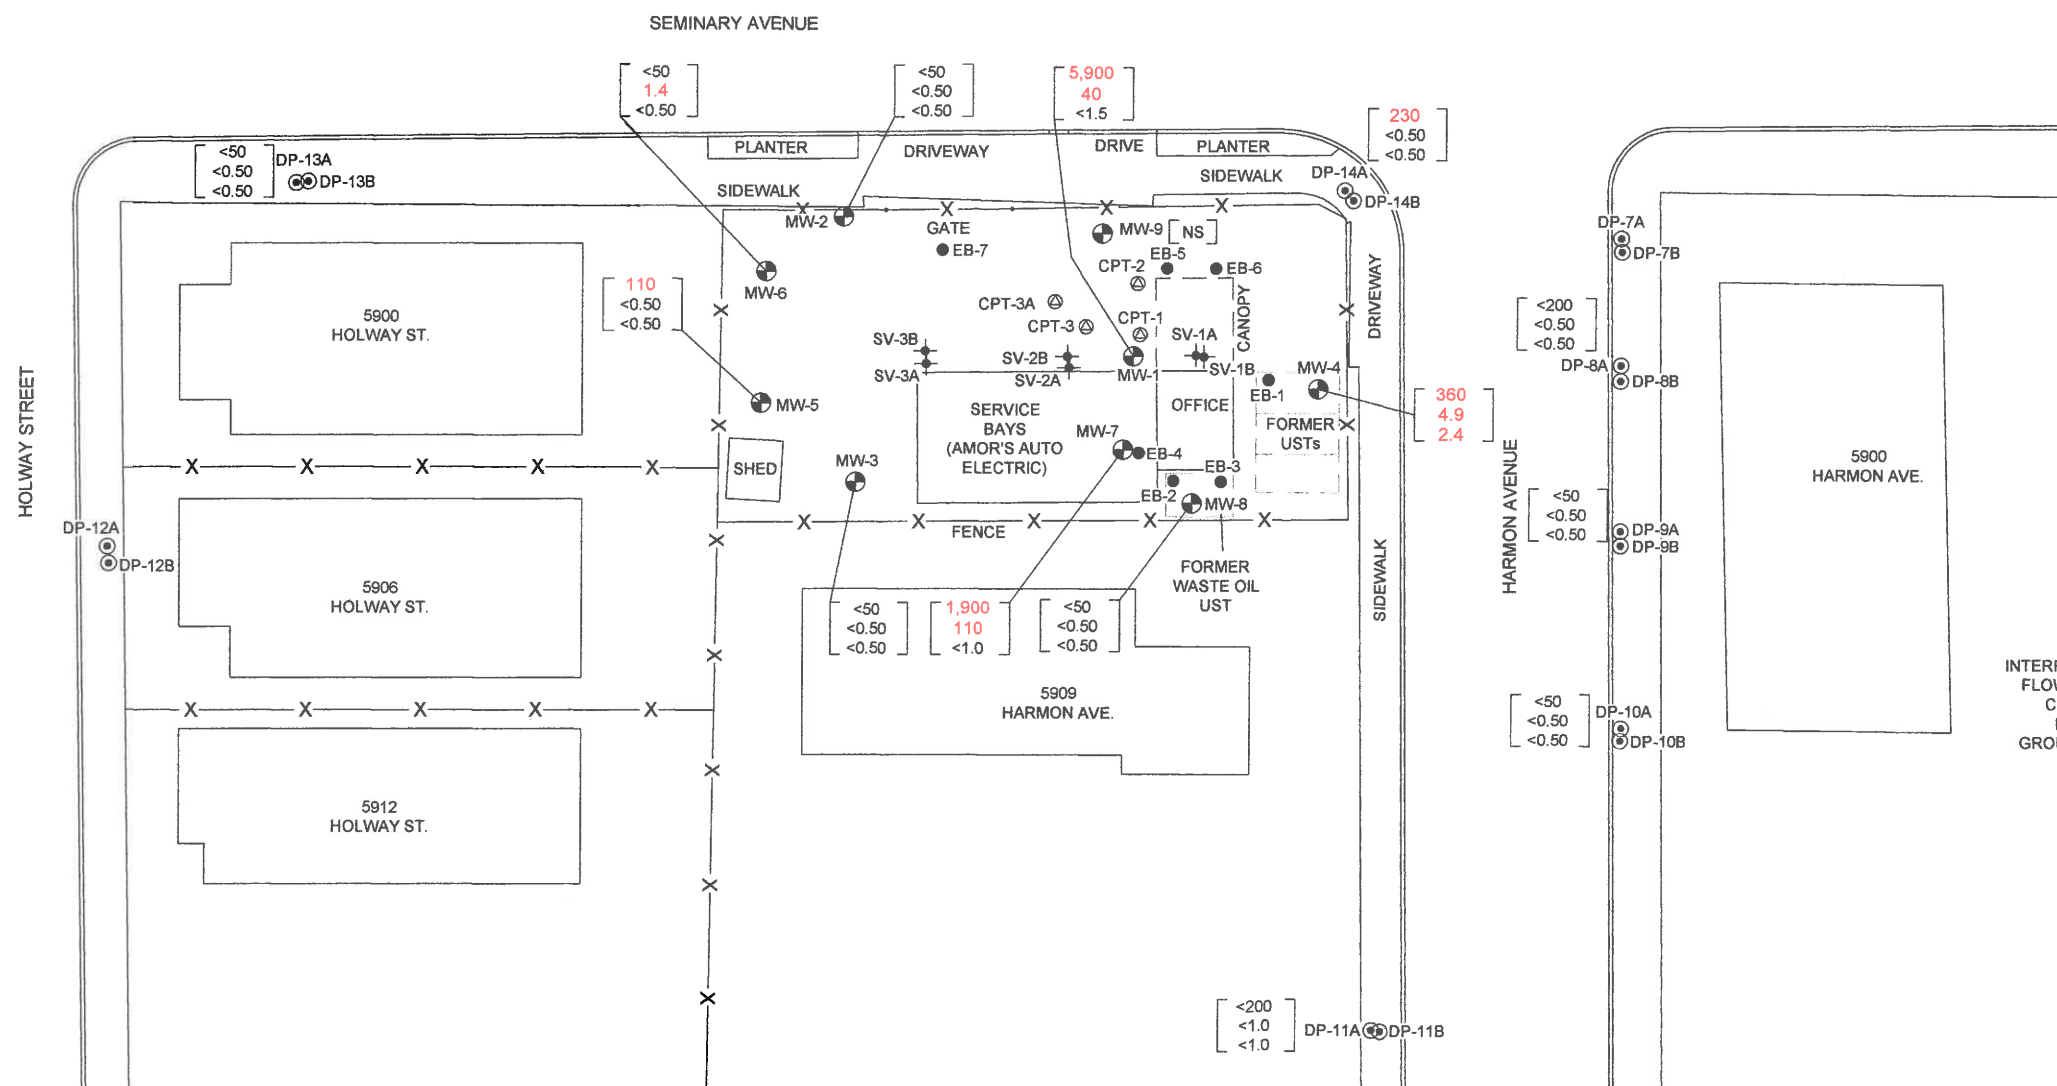 SEMINARY AVENUE
<50
1.4
<0.50
<50
<0.50
<0.50
5,900
40
<1.5
230
<0.50
<0.50
<50
<0.50
<0.50
DP-13A
DP-13B
PLANTER
DRIVEWAY
DRIVE
PLANTER
SIDEWALK
SIDEWALK
DP-14A
DP-14B
MW-2
GATE
EB-7
MW-9
NS
EB-5
EB-6
CPT-2
MW-6
CPT-3A
CPT-3
CPT-1
CANOPY
DRIVEWAY
DP-7A
DP-7B
110
<0.50
<0.50
5900
HOLWAY ST.
SV-3B
SV-3A
SV-2B
SV-2A
MW-1
SV-1A
SV-1B
MW-4
EB-1
<200
<0.50
<0.50
DP-8A
DP-8B
HOLWAY STREET
MW-5
SERVICE
BAYS
(AMOR'S AUTO
ELECTRIC)
OFFICE
FORMER
USTs
360
4.9
2.4
MW-7
EB-4
EB-3
EB-2
MW-8
SHED
MW-3
FENCE
HARMON AVENUE
5900
HARMON AVE.
<50
<0.50
<0.50
DP-9A
DP-9B
DP-12A
DP-12B
5906
HOLWAY ST.
FORMER
WASTE OIL
UST
SIDEWALK
<50
<0.50
<0.50
1,900
110
<1.0
<50
<0.50
<0.50
5909
HARMON AVE.
<50
<0.50
<0.50
DP-10A
DP-10B
INTERF
FLOW
C
GRO
5912
HOLWAY ST.
<200
<1.0
<1.0
DP-11A
DP-11B